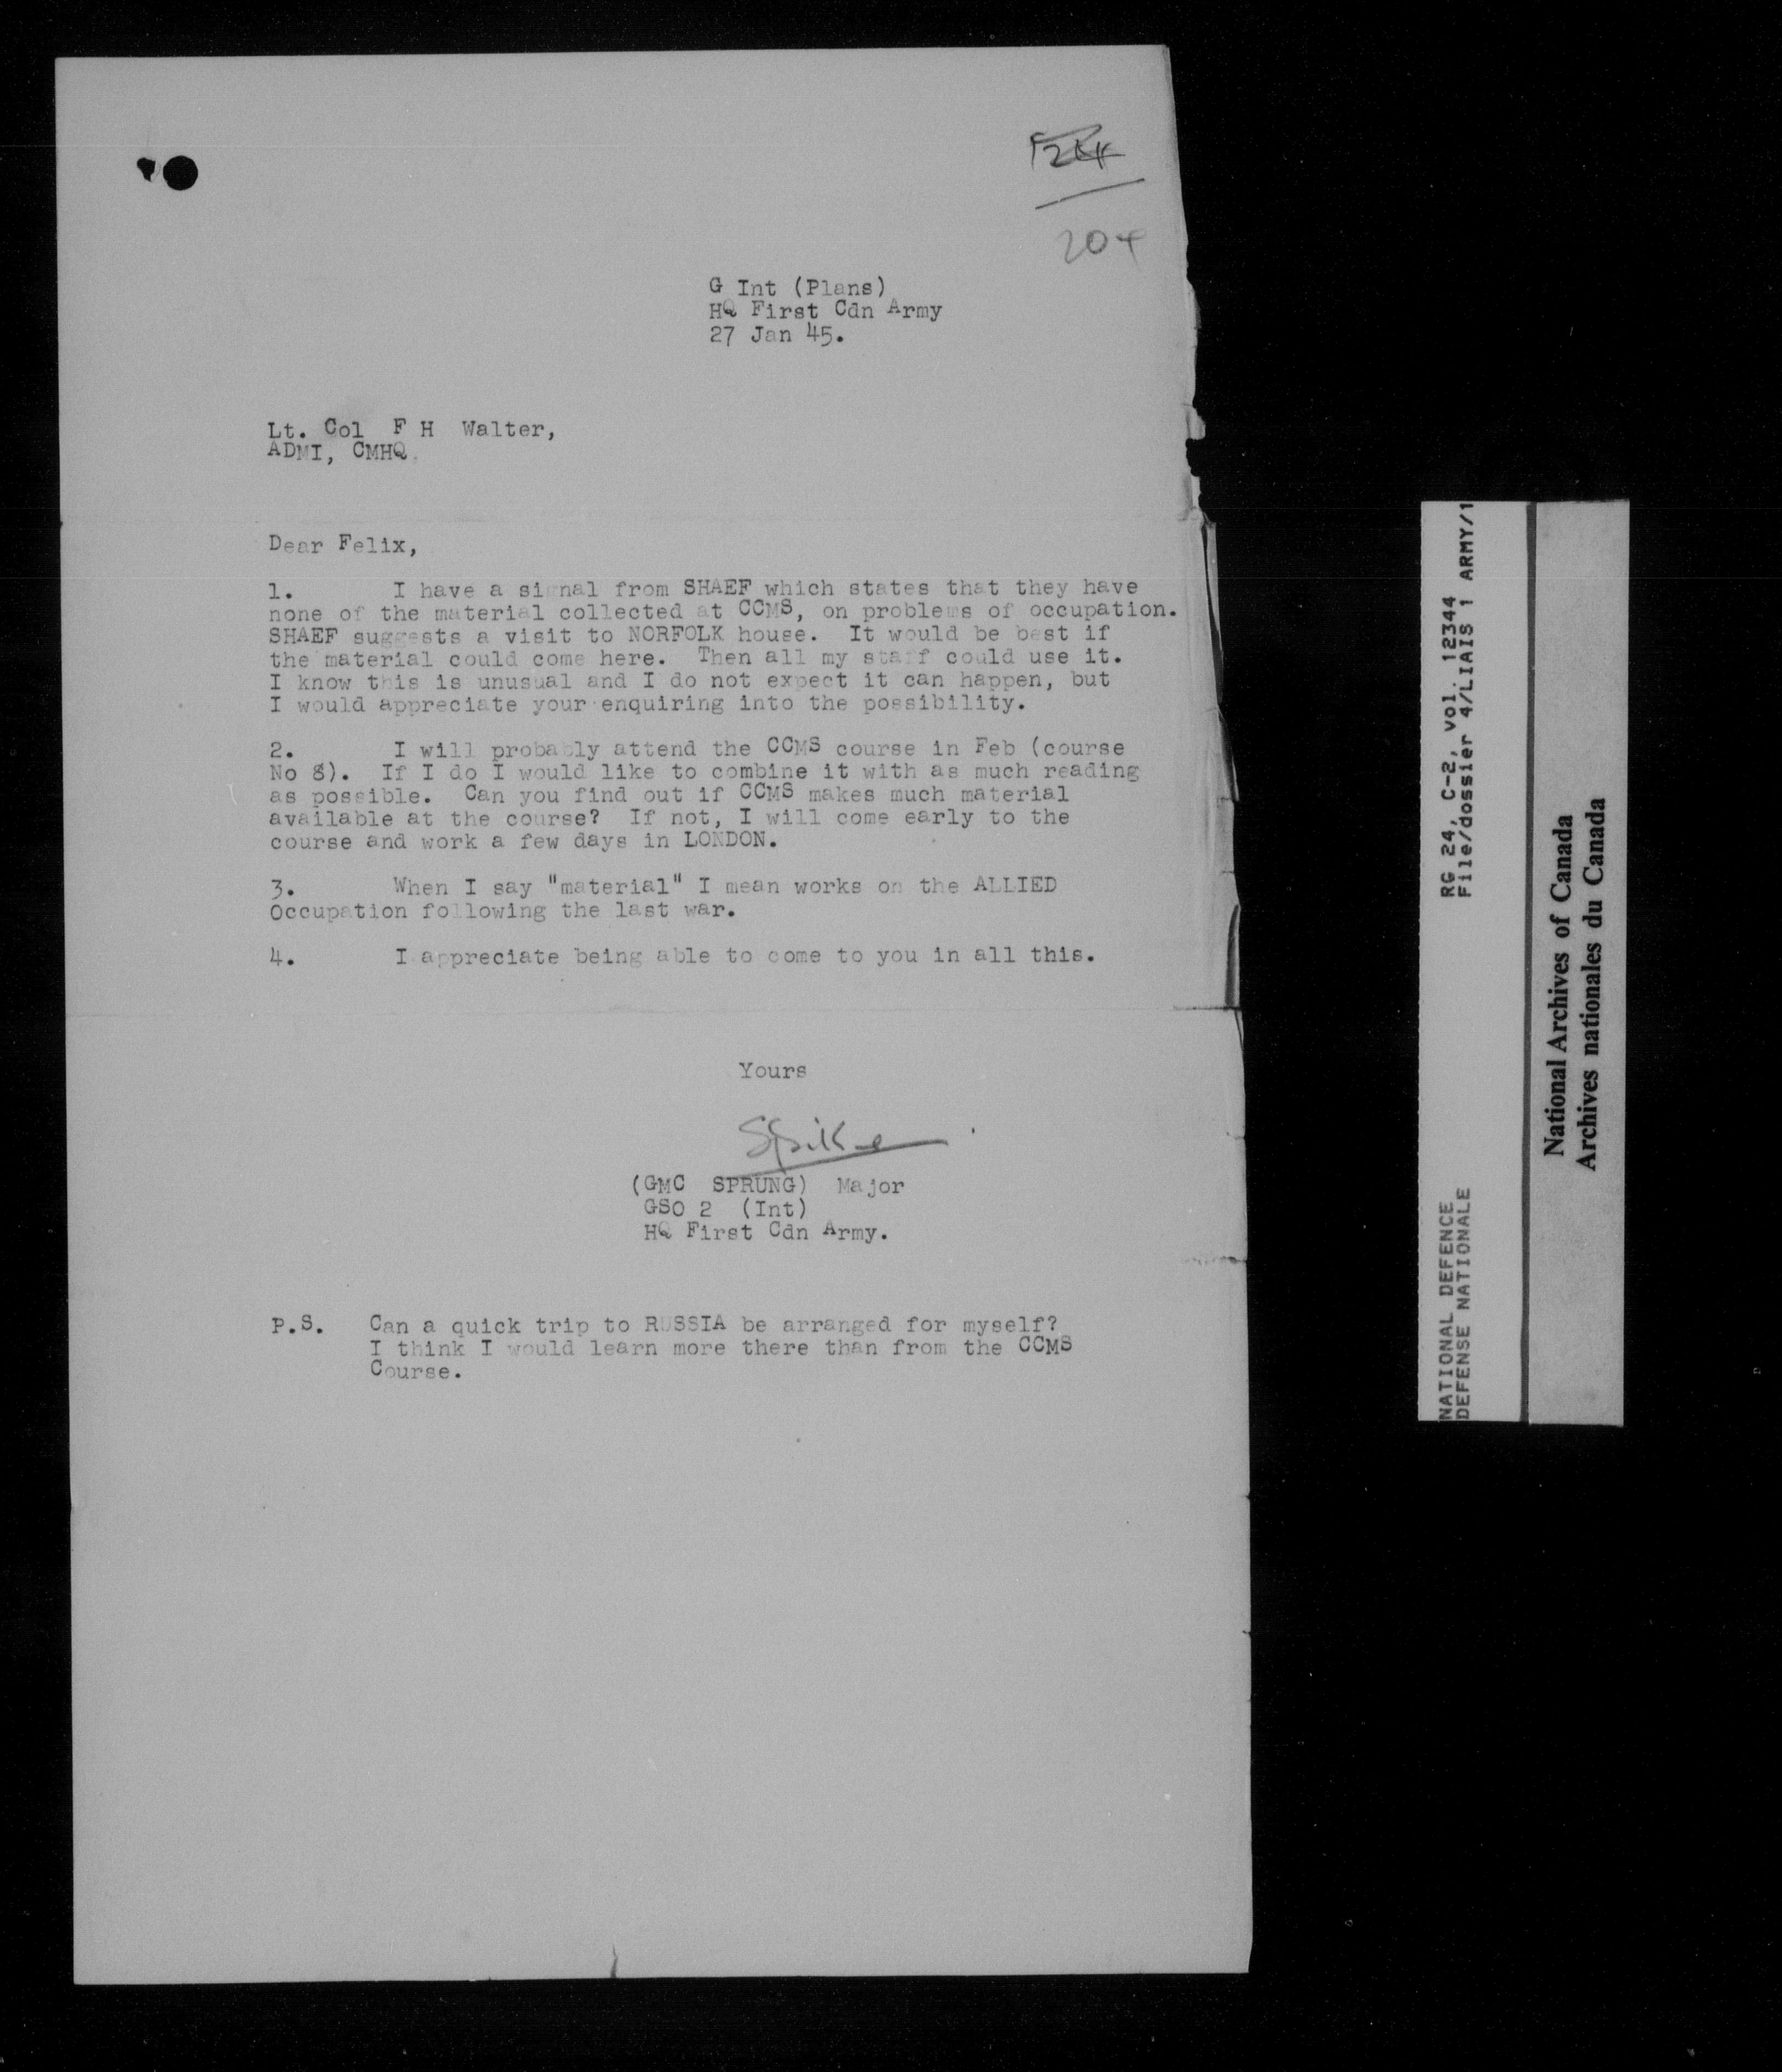 204
G Int (Plans)
HQ First Cdn Army
27 Jan 45.
Lt. Col F H Walter,
ADMI, CMHQ.
Dear Felix,
1. I have a signal from SHAEF which states that they have
none of the material collected at CCMS, on problems of occupation.
SHAEF suggests a visit to NORFOLK house. It would be best if
the material could come here. Then all my staff could use it.
I know this is unusual and I do not expect it can happen, but
I would appreciate your enquiring into the possibility.
2. I will probably attend the CCMS course in Feb (course
No 8). If I do I would like to combine it with as much reading
as possible. Can you find out if CCMS makes much material
available at the course? If not, I will come early to the
course and work a few days in LONDON.
3. When I say "material" I mean works on the ALLIED
Occupation following the last war.
4. I appreciate being able to come to you in all this.
Yours
Spike
(GMC SPRUNG) Major
GSO 2 (Int)
HQ First Cdn Army.
P.S. Can a quick trip to RUSSIA be arranged for myself?
I think I would learn more there than from the CCMS
Course.
NATIONAL DEFENCE RG 24, C-2, vol. 12344
DEFENSE NATIONALE File/dossier 4/LIAIS 1 ARMY/1
National Archives of Canada
Archives nationales du Canada